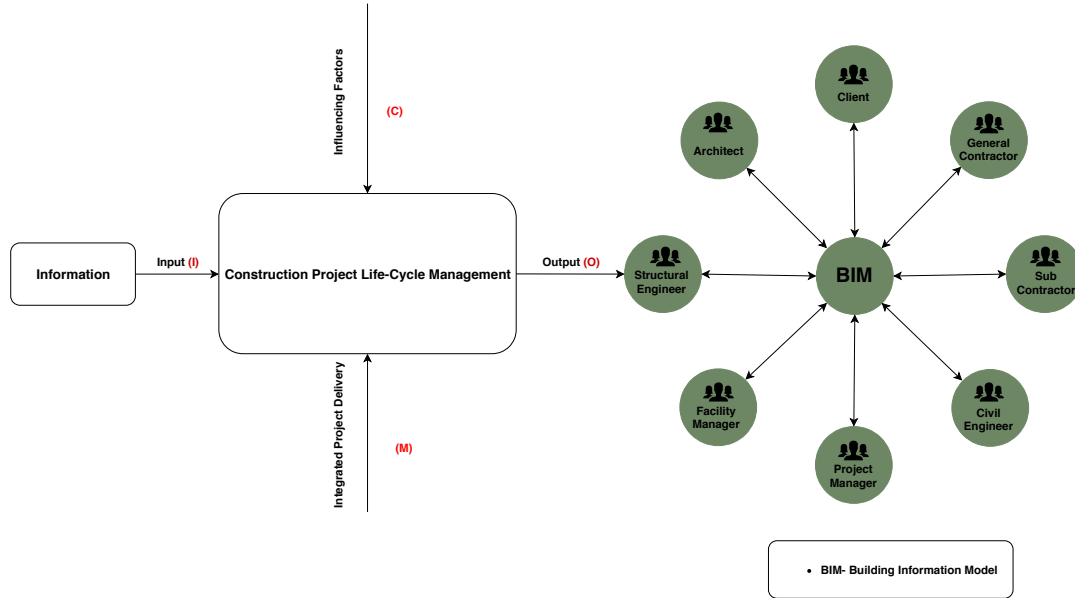 Influencing Factors
(C)
Client
Architect
General
Contractor
Information
Input (I)
Construction Project Life-Cycle Management
Output (O)
Structural
Engineer
BIM
Sub
Contractor
Integrated Project Delivery
(M)
Facility
Manager
Civil
Engineer
Project
Manager
• BIM- Building Information Model